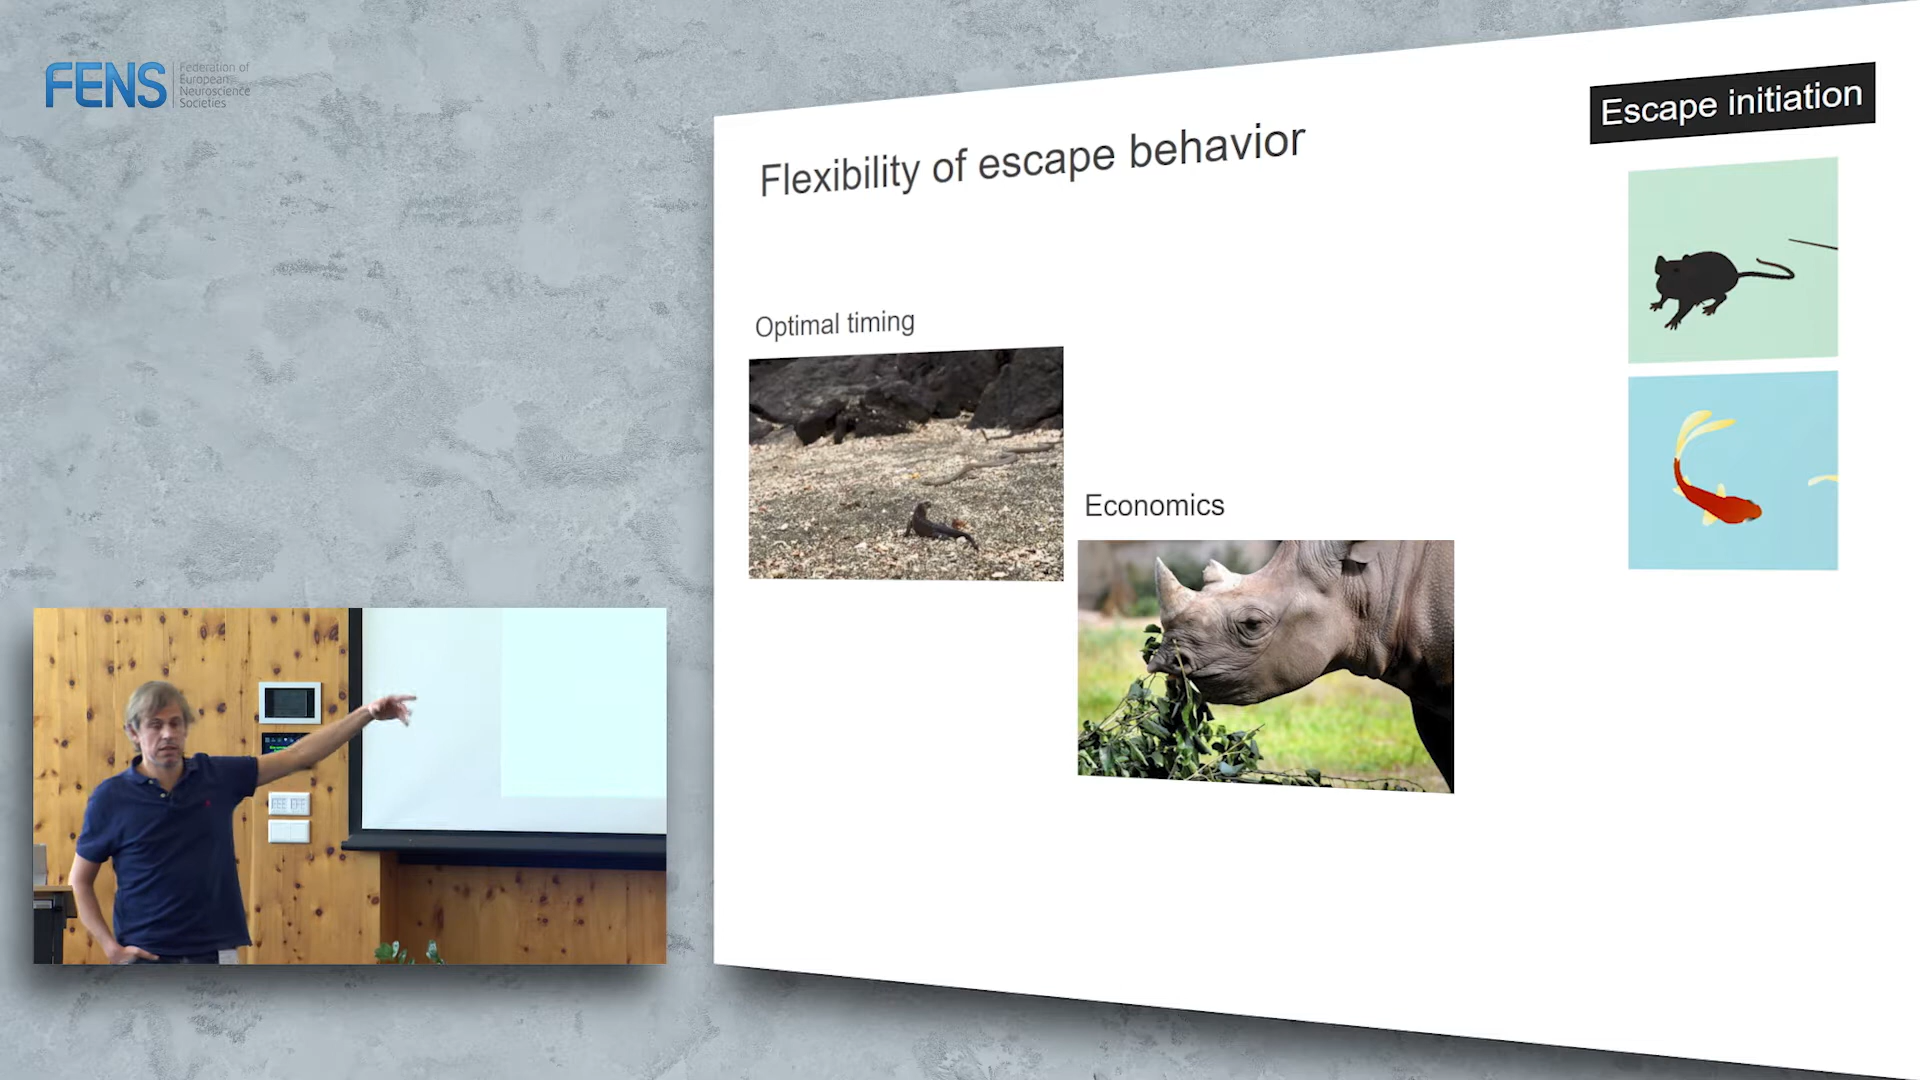 FENS
Federation of
European
Neuroscience
Societies
Flexibility of escape behavior
Escape initiation
Optimal timing
Economics